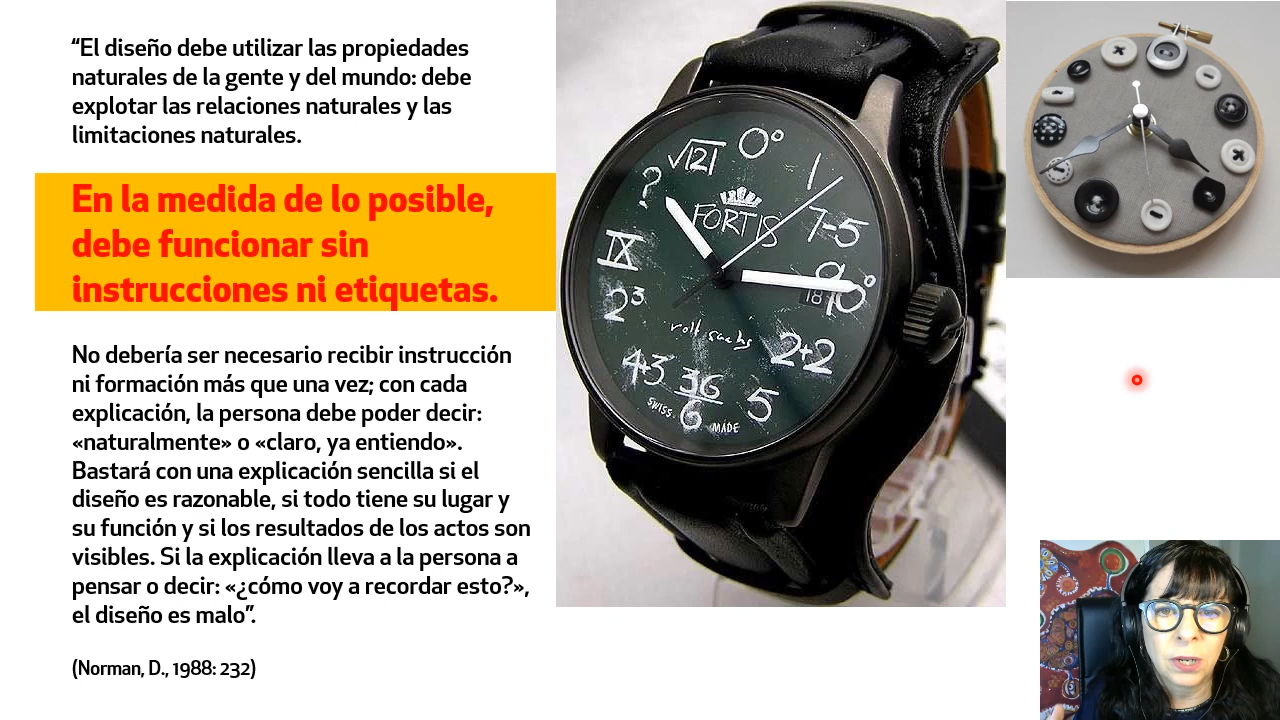 “El diseño debe utilizar las propiedades
naturales de la gente y del mundo: debe
explotar las relaciones naturales y las
limitaciones naturales.
En la medida de lo posible,
debe funcionar sin
instrucciones ni etiquetas.
No debería ser necesario recibir instrucción
ni formación más que una vez; con cada
explicación, la persona debe poder decir:
«naturalmente» o «claro, ya entiendo».
Bastará con una explicación sencilla si el
diseño es razonable, si todo tiene su lugar y
su función y si los resultados de los actos son
visibles. Si la explicación lleva a la persona a
pensar o decir: «¿cómo voy a recordar esto?»,
el diseño es malo”.
(Norman, D., 1988: 232)
0°
√121
1
?
FORTIS
7-5
IX
18
2³
rolf sachs
2+2
4+3
36
6
5
SWISS MADE